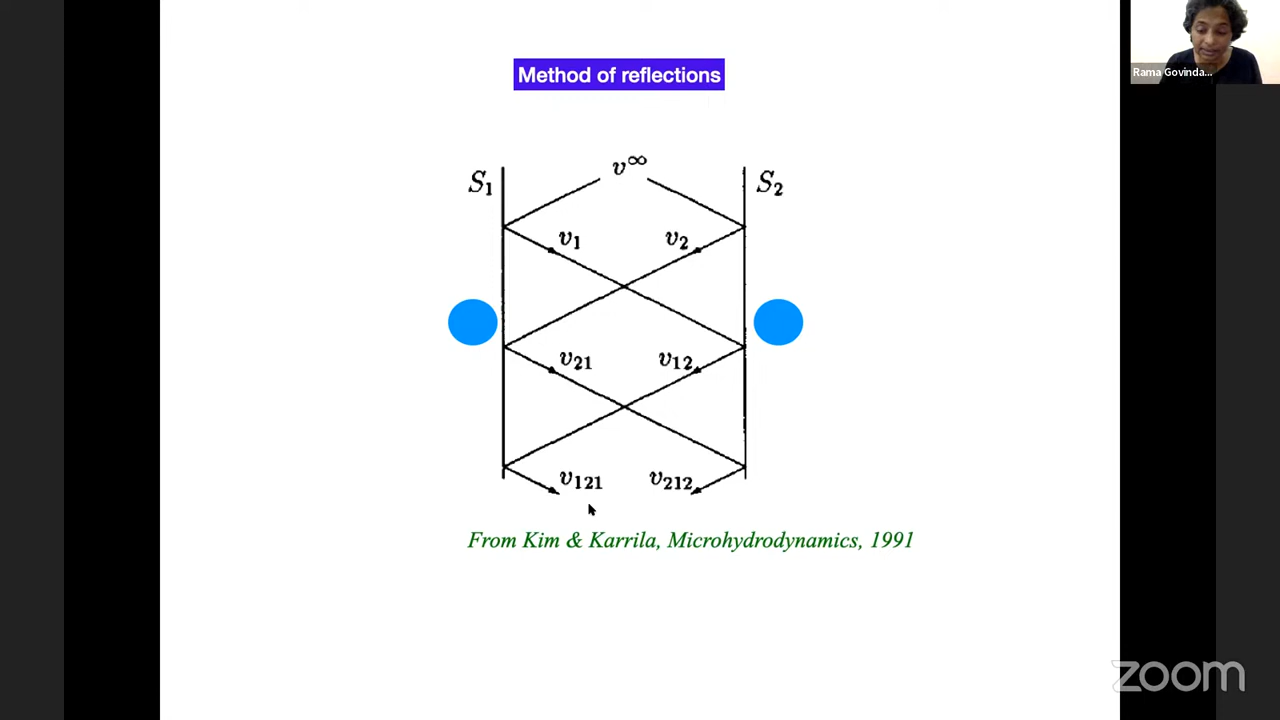 Rama Govinda...
Method of reflections
v∞
S1 S2
v1 v2
v21 v12
v121 v212
From Kim & Karrila, Microhydrodynamics, 1991
zoom